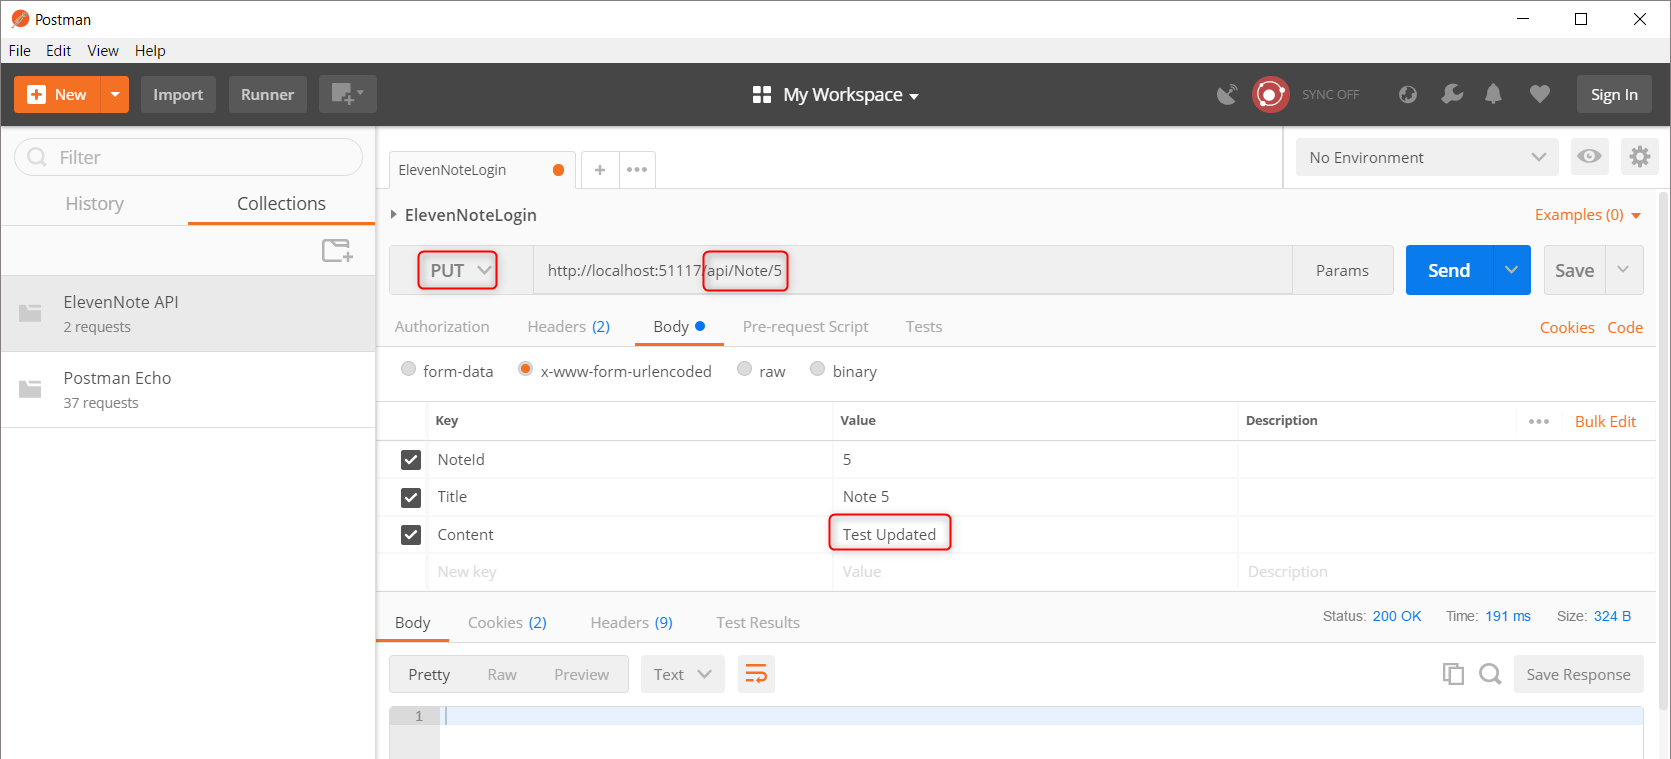 Postman
File Edit View Help
New Import Runner My Workspace SYNC OFF Sign In
Filter
History Collections
ElevenNote API
2 requests
Postman Echo
37 requests
ElevenNoteLogin + ••• No Environment
ElevenNoteLogin Examples (0)
PUT http://localhost:51117/api/Note/5 Params Send Save
Authorization Headers (2) Body Pre-request Script Tests Cookies Code
form-data x-www-form-urlencoded raw binary
Key Value Description ••• Bulk Edit
NoteId 5
Title Note 5
Content Test Updated
New key Value Description
Body Cookies (2) Headers (9) Test Results Status: 200 OK Time: 191 ms Size: 324 B
Pretty Raw Preview Text Save Response
1